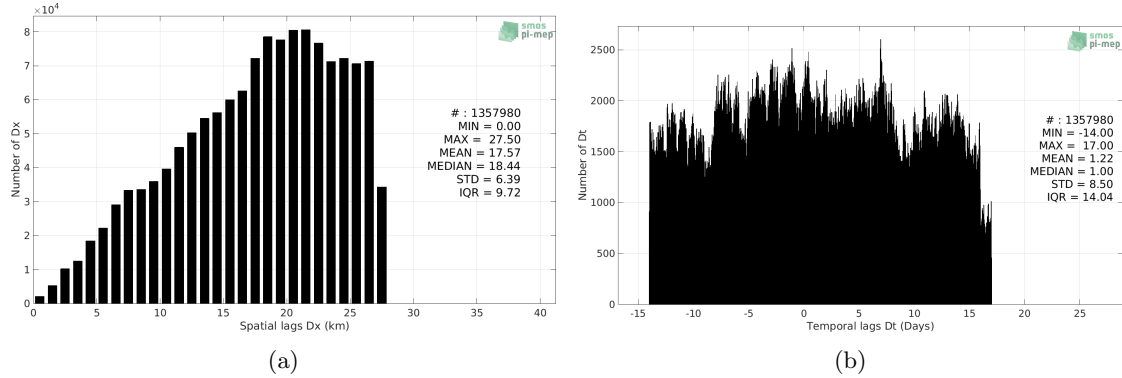 ×10⁴
8
7
6
5
4
3
2
1
0
Number of Dx
0 5 10 15 20 25 30 35 40
Spatial lags Dx (km)
smos
pi-mep
# : 1357980
MIN = 0.00
MAX = 27.50
MEAN = 17.57
MEDIAN = 18.44
STD = 6.39
IQR = 9.72
(a)
2500
2000
1500
1000
500
0
Number of Dt
-15 -10 -5 0 5 10 15 20 25
Temporal lags Dt (Days)
smos
pi-mep
# : 1357980
MIN = -14.00
MAX = 17.00
MEAN = 1.22
MEDIAN = 1.00
STD = 8.50
IQR = 14.04
(b)